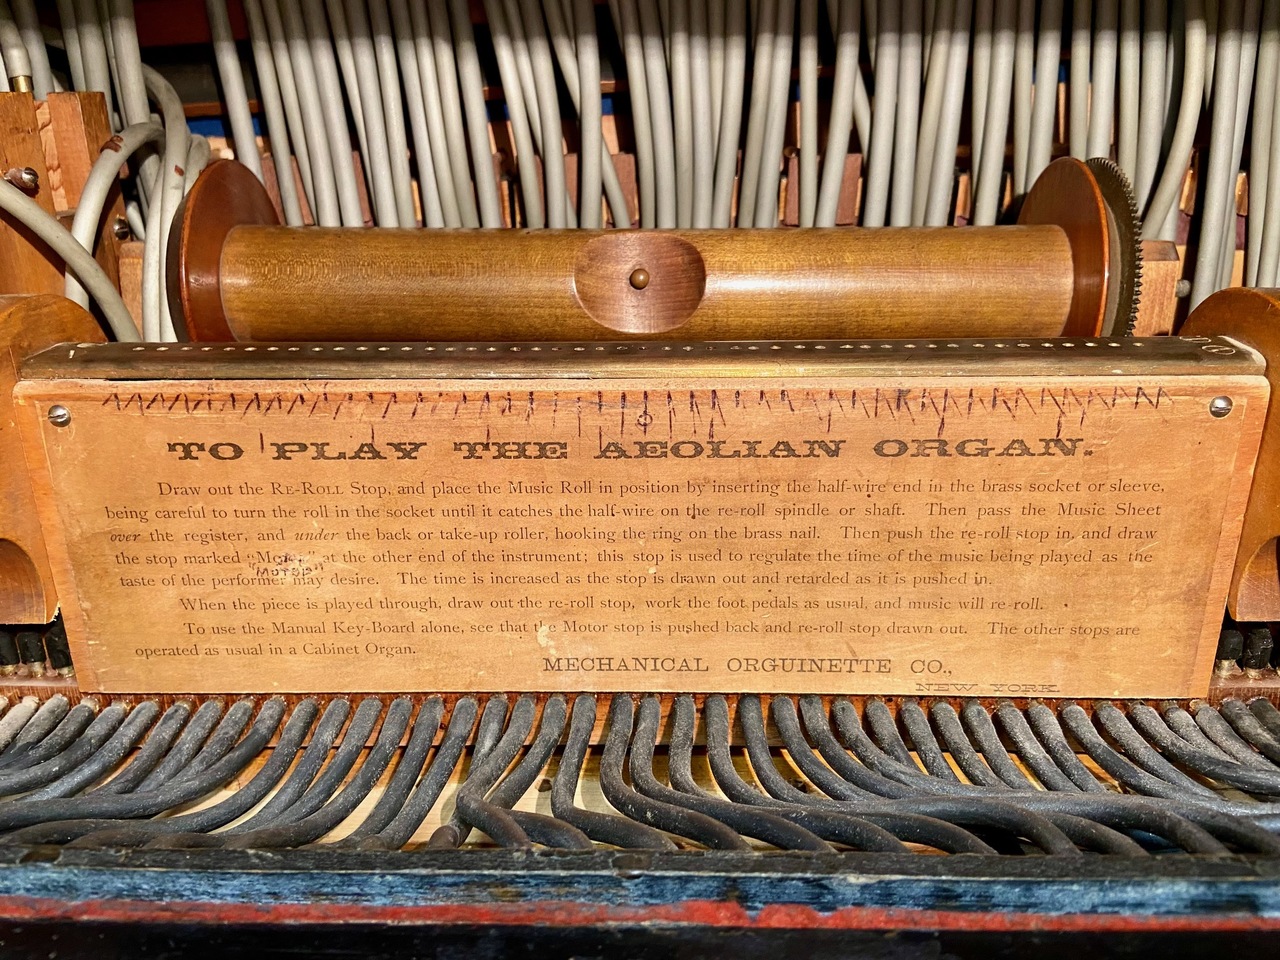 TO PLAY THE AEOLIAN ORGAN.
Draw out the RE-ROLL Stop, and place the Music Roll in position by inserting the half-wire end in the brass socket or sleeve,
being careful to turn the roll in the socket until it catches the half-wire on the re-roll spindle or shaft. Then pass the Music Sheet
over the register, and under the back or take-up roller, hooking the ring on the brass nail. Then push the re-roll stop in, and draw
the stop marked "Motor" at the other end of the instrument; this stop is used to regulate the time of the music being played as the
"MOTOR"
taste of the performer may desire. The time is increased as the stop is drawn out and retarded as it is pushed in.
When the piece is played through, draw out the re-roll stop, work the foot pedals as usual, and music will re-roll.
To use the Manual Key-Board alone, see that the Motor stop is pushed back and re-roll stop drawn out. The other stops are
operated as usual in a Cabinet Organ.
MECHANICAL ORGUINETTE CO.,
NEW YORK.